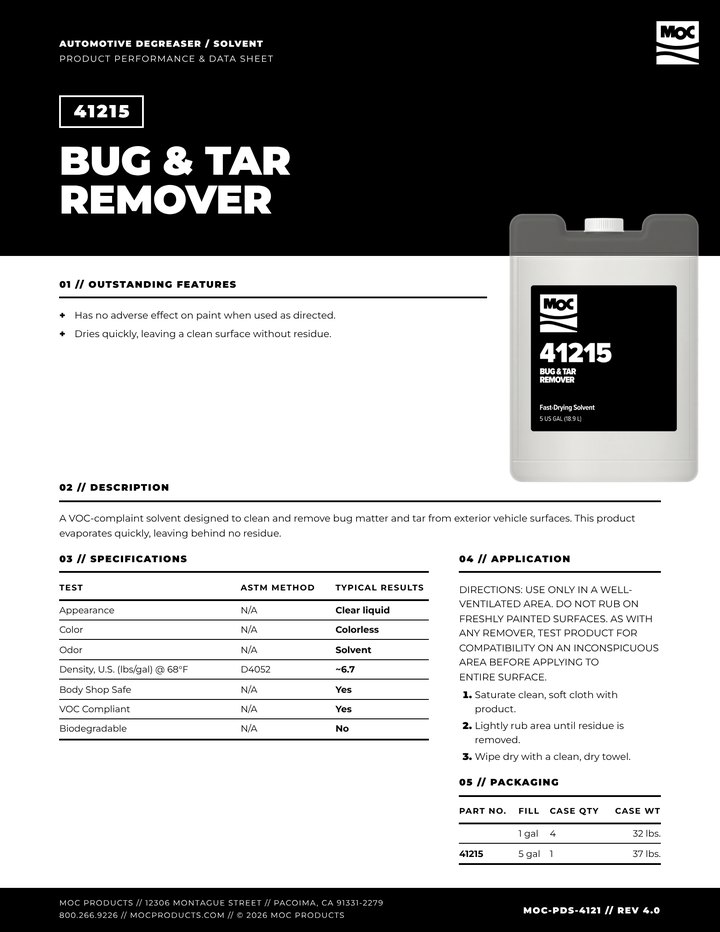 AUTOMOTIVE DEGREASER / SOLVENT
PRODUCT PERFORMANCE & DATA SHEET
MOC
41215
BUG & TAR
REMOVER
01 // OUTSTANDING FEATURES
+ Has no adverse effect on paint when used as directed.
+ Dries quickly, leaving a clean surface without residue.
MOC
41215
BUG & TAR
REMOVER
Fast-Drying Solvent
5 US GAL (18.9 L)
02 // DESCRIPTION
A VOC-complaint solvent designed to clean and remove bug matter and tar from exterior vehicle surfaces. This product
evaporates quickly, leaving behind no residue.
03 // SPECIFICATIONS
TEST ASTM METHOD TYPICAL RESULTS
Appearance N/A Clear liquid
Color N/A Colorless
Odor N/A Solvent
Density, U.S. (lbs/gal) @ 68°F D4052 ~6.7
Body Shop Safe N/A Yes
VOC Compliant N/A Yes
Biodegradable N/A No
04 // APPLICATION
DIRECTIONS: USE ONLY IN A WELL-
VENTILATED AREA. DO NOT RUB ON
FRESHLY PAINTED SURFACES. AS WITH
ANY REMOVER, TEST PRODUCT FOR
COMPATIBILITY ON AN INCONSPICUOUS
AREA BEFORE APPLYING TO
ENTIRE SURFACE.
1. Saturate clean, soft cloth with
product.
2. Lightly rub area until residue is
removed.
3. Wipe dry with a clean, dry towel.
05 // PACKAGING
PART NO. FILL CASE QTY CASE WT
1 gal 4 32 lbs.
41215 5 gal 1 37 lbs.
MOC PRODUCTS // 12306 MONTAGUE STREET // PACOIMA, CA 91331-2279
800.266.9226 // MOCPRODUCTS.COM // © 2026 MOC PRODUCTS
MOC-PDS-4121 // REV 4.0